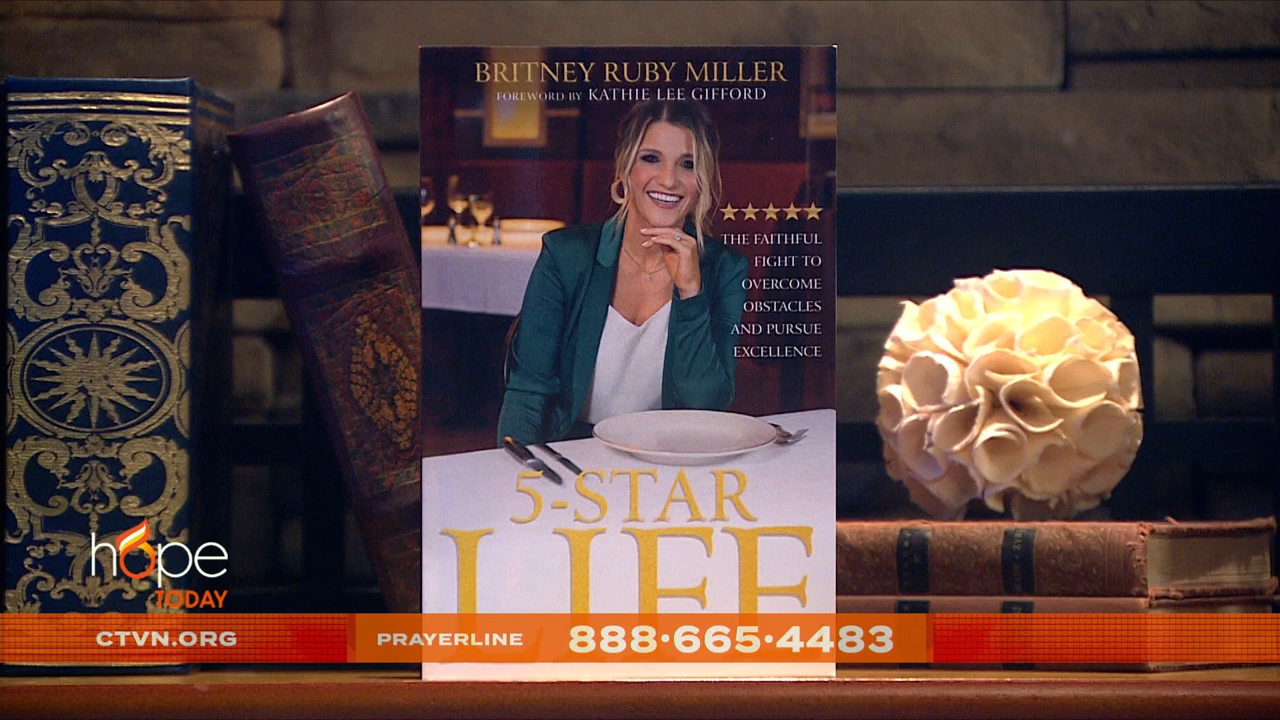 BRITNEY RUBY MILLER
FOREWORD BY KATHIE LEE GIFFORD
THE FAITHFUL
FIGHT TO
OVERCOME
OBSTACLES
AND PURSUE
EXCELLENCE
5-STAR
LIFE
hope
TODAY
CTVN.ORG
PRAYERLINE
888•665•4483